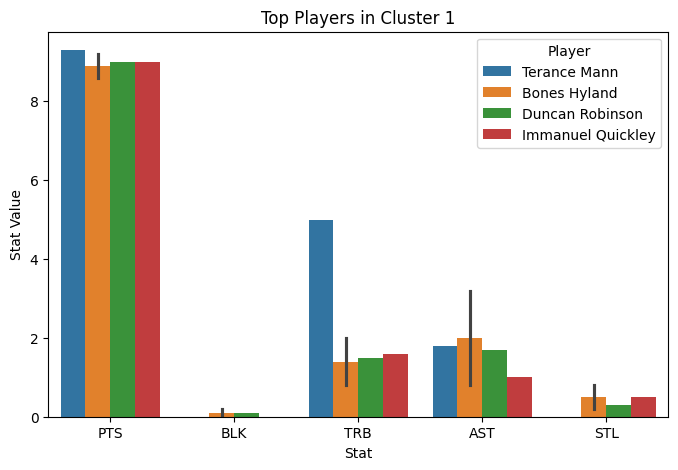 Top Players in Cluster 1
Player
Terance Mann
Bones Hyland
Duncan Robinson
Immanuel Quickley
Stat Value
8
6
4
2
0
PTS
BLK
TRB
AST
STL
Stat